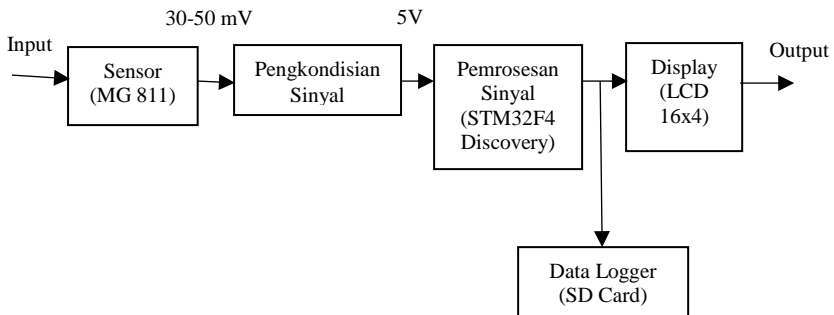 30-50 mV
5V
Input
Sensor
(MG 811)
Pengkondisian
Sinyal
Pemrosesan
Sinyal
(STM32F4
Discovery)
Display
(LCD
16x4)
Output
Data Logger
(SD Card)